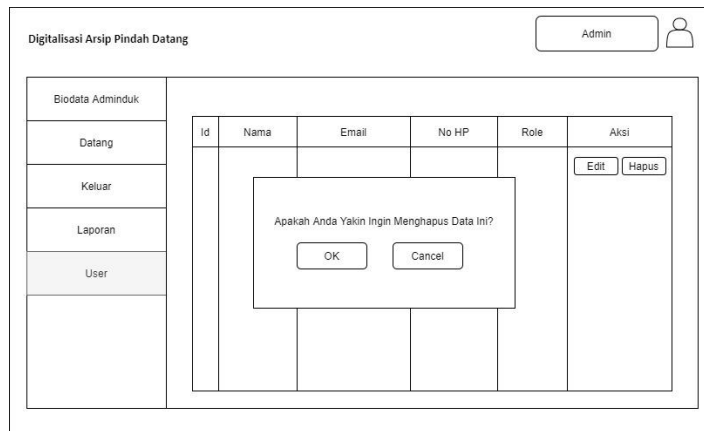 Digitalisasi Arsip Pindah Datang
Admin
Biodata Adminduk
Datang
Keluar
Laporan
User
Id Nama Email No HP Role Aksi
Edit Hapus
Apakah Anda Yakin Ingin Menghapus Data Ini?
OK Cancel